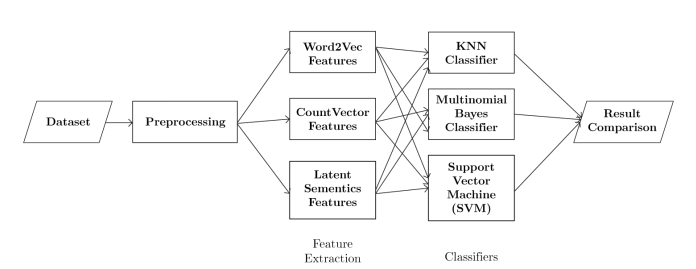 Dataset
Preprocessing
Word2Vec
Features
CountVector
Features
Latent
Sementics
Features
Feature
Extraction
KNN
Classifier
Multinomial
Bayes
Classifier
Support
Vector
Machine
(SVM)
Classifiers
Result
Comparison